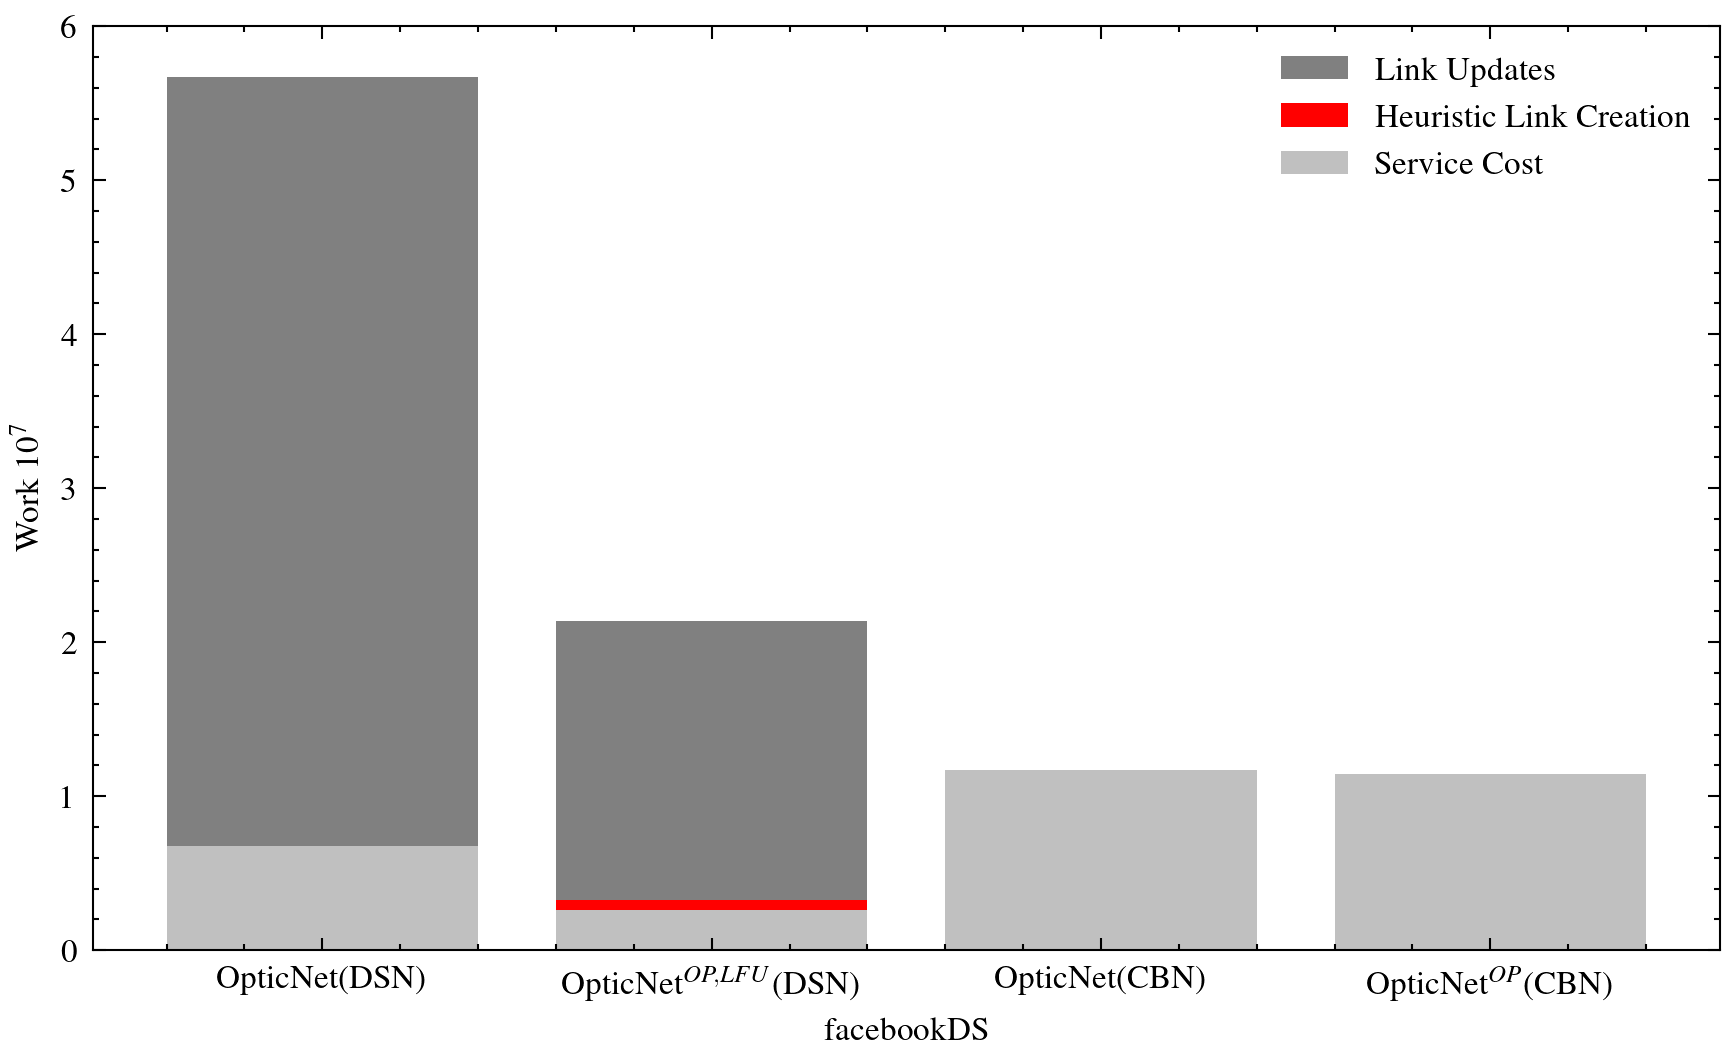 6
5
4
3
2
1
0
Work 10^7
Link Updates
Heuristic Link Creation
Service Cost
OpticNet(DSN)
OpticNet^{OP,LFU}(DSN)
OpticNet(CBN)
OpticNet^{OP}(CBN)
facebookDS